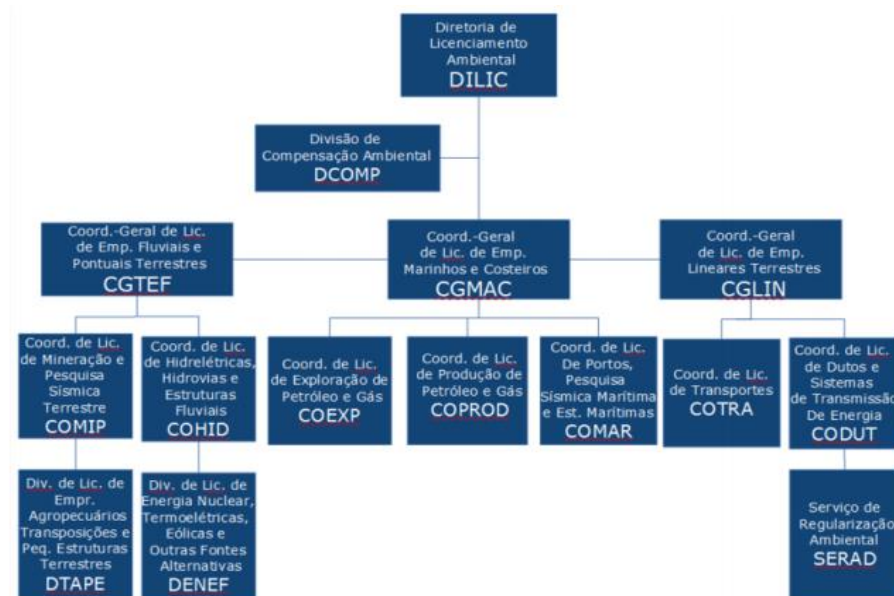 Diretoria de
Licenciamento
Ambiental
DILIC
Divisão de
Compensação Ambiental
DCOMP
Coord.-Geral de Lic.
de Emp. Fluviais e
Pontuais Terrestres
CGTEF
Coord.-Geral
de Lic. de Emp.
Marinhos e Costeiros
CGMAC
Coord.-Geral
de Lic. de Emp.
Lineares Terrestres
CGLIN
Coord. de Lic.
de Mineração e
Pesquisa
Sísmica
Terrestre
COMIP
Coord. de Lic.
de Hidrelétricas,
Hidrovias e
Estruturas
Fluviais
COHID
Coord. de Lic.
de Exploração de
Petróleo e Gás
COEXP
Coord. de Lic.
de Produção de
Petróleo e Gás
COPROD
Coord. de Lic.
De Portos,
Pesquisa
Sísmica Marítima
e Est. Marítimas
COMAR
Coord. de Lic.
de Transportes
COTRA
Coord. de Lic.
de Dutos e
Sistemas
de Transmissão
De Energia
CODUT
Div. de Lic. de
Empr.
Agropecuários
Transposições e
Peq. Estruturas
Terrestres
DTAPE
Div. de Lic. de
Energia Nuclear,
Termoelétricas,
Eólicas e
Outras Fontes
Alternativas
DENEF
Serviço de
Regularização
Ambiental
SERAD